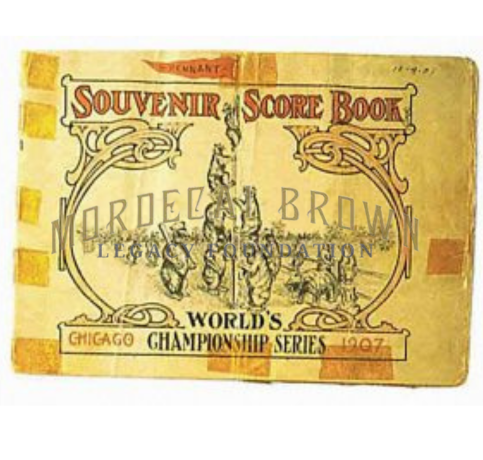 PENNANT
SOUVENIR SCORE BOOK
MORDECAI BROWN
LEGACY FOUNDATION
WORLD'S
CHICAGO CHAMPIONSHIP SERIES 1907